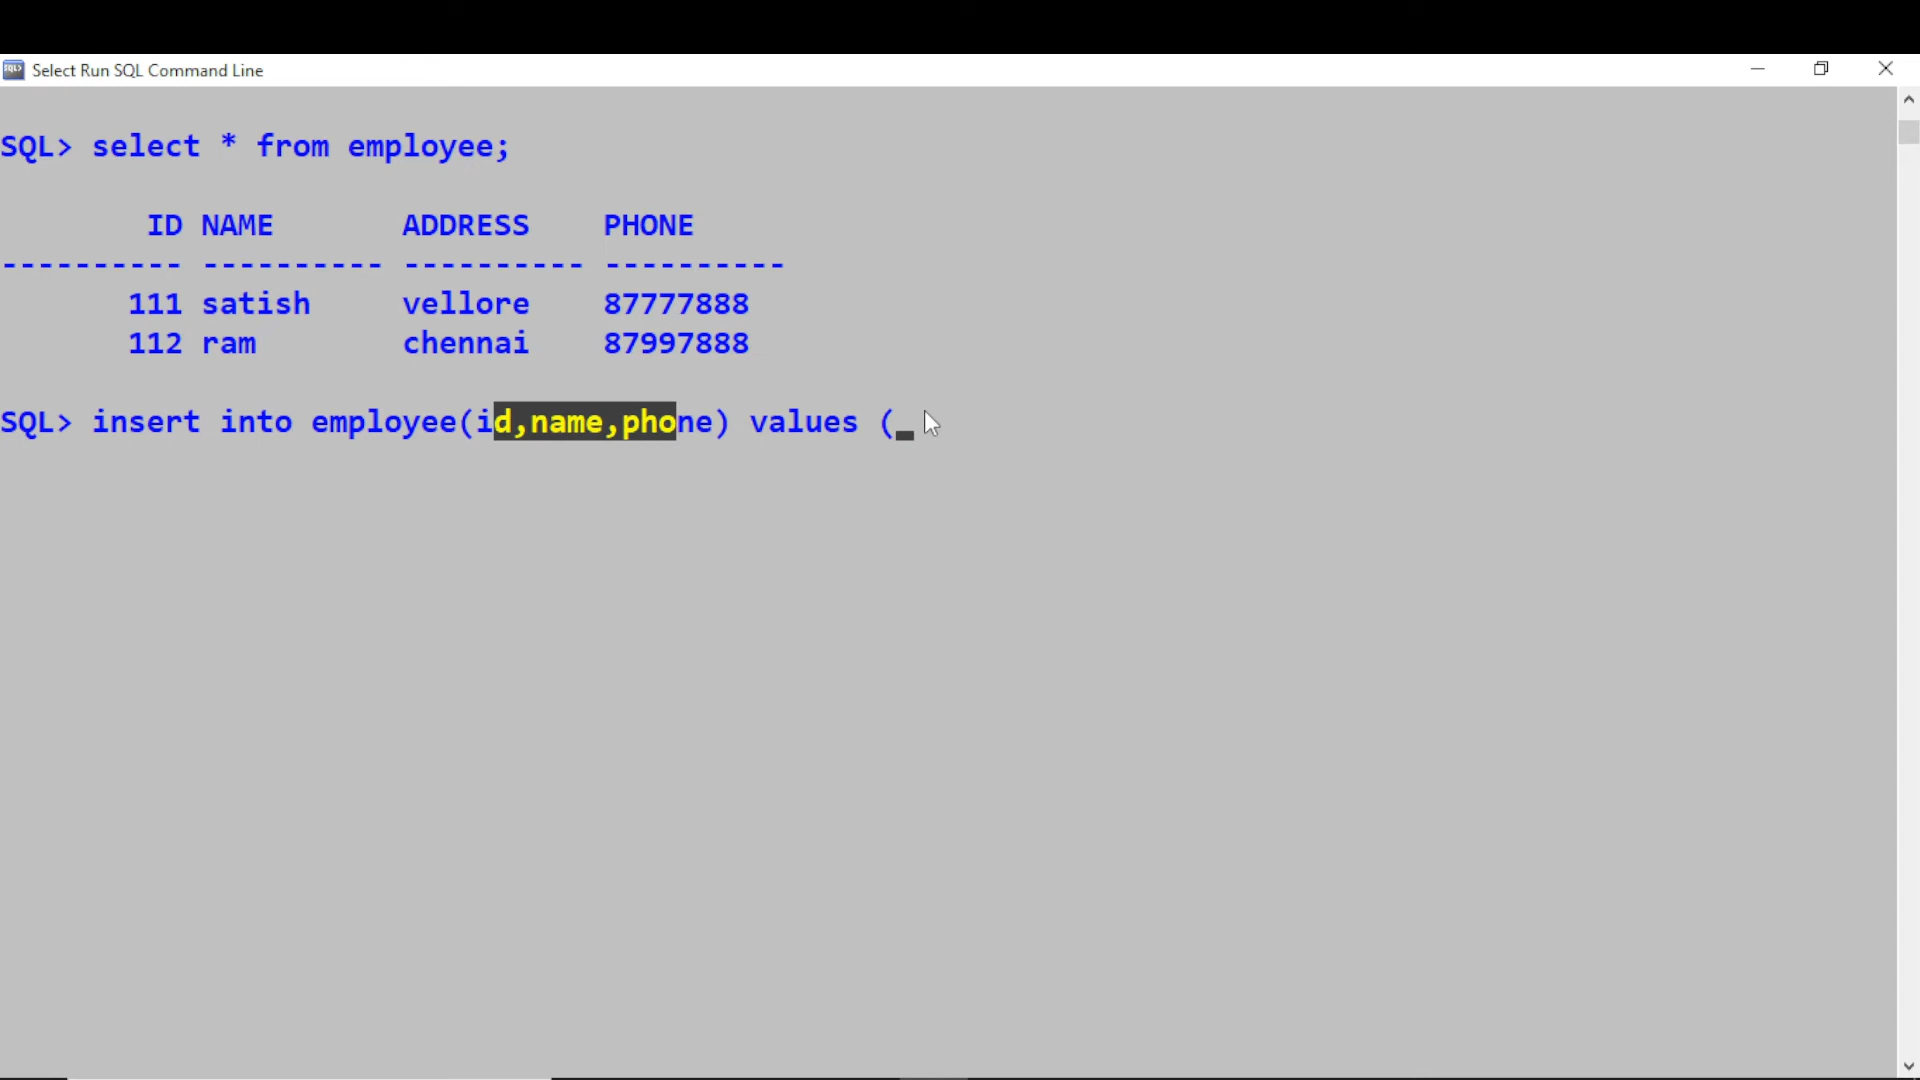 Select Run SQL Command Line
SQL> select * from employee;
ID NAME ADDRESS PHONE
---------- ---------- ---------- ----------
111 satish vellore 87777888
112 ram chennai 87997888
SQL> insert into employee(id,name,phone) values (_